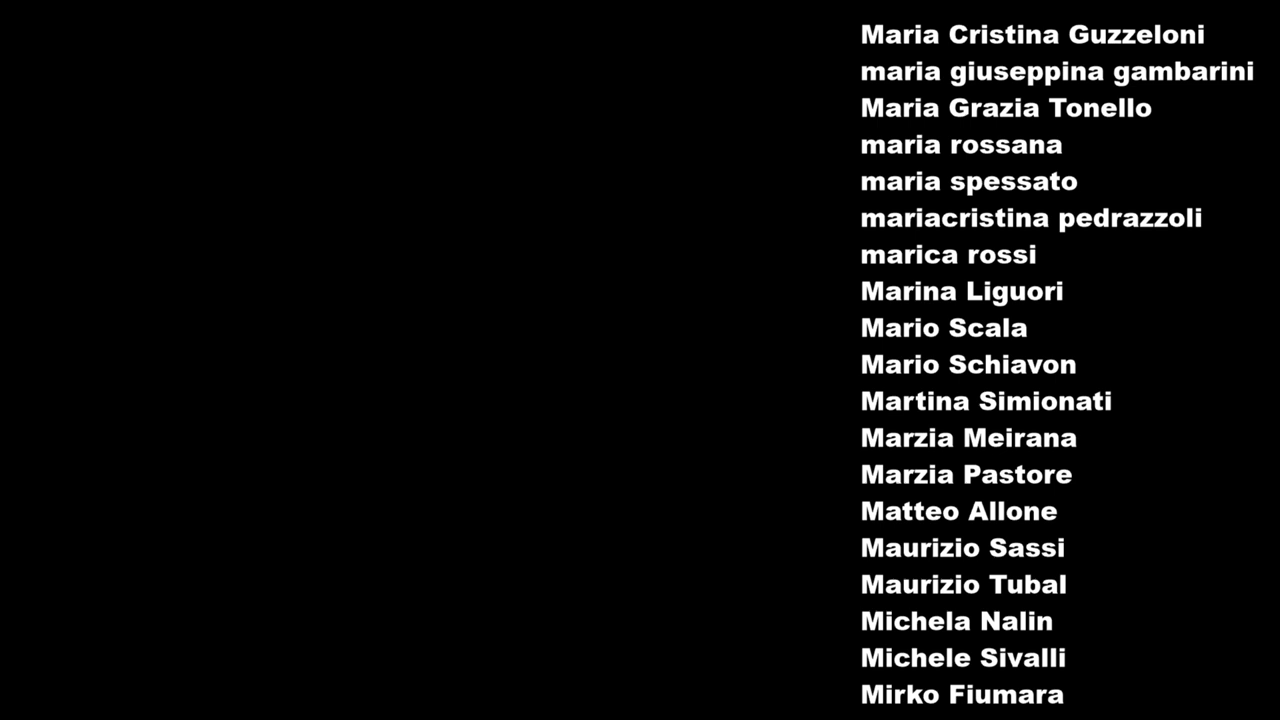 Maria Cristina Guzzeloni
maria giuseppina gambarini
Maria Grazia Tonello
maria rossana
maria spessato
mariacristina pedrazzoli
marica rossi
Marina Liguori
Mario Scala
Mario Schiavon
Martina Simionati
Marzia Meirana
Marzia Pastore
Matteo Allone
Maurizio Sassi
Maurizio Tubal
Michela Nalin
Michele Sivalli
Mirko Fiumara